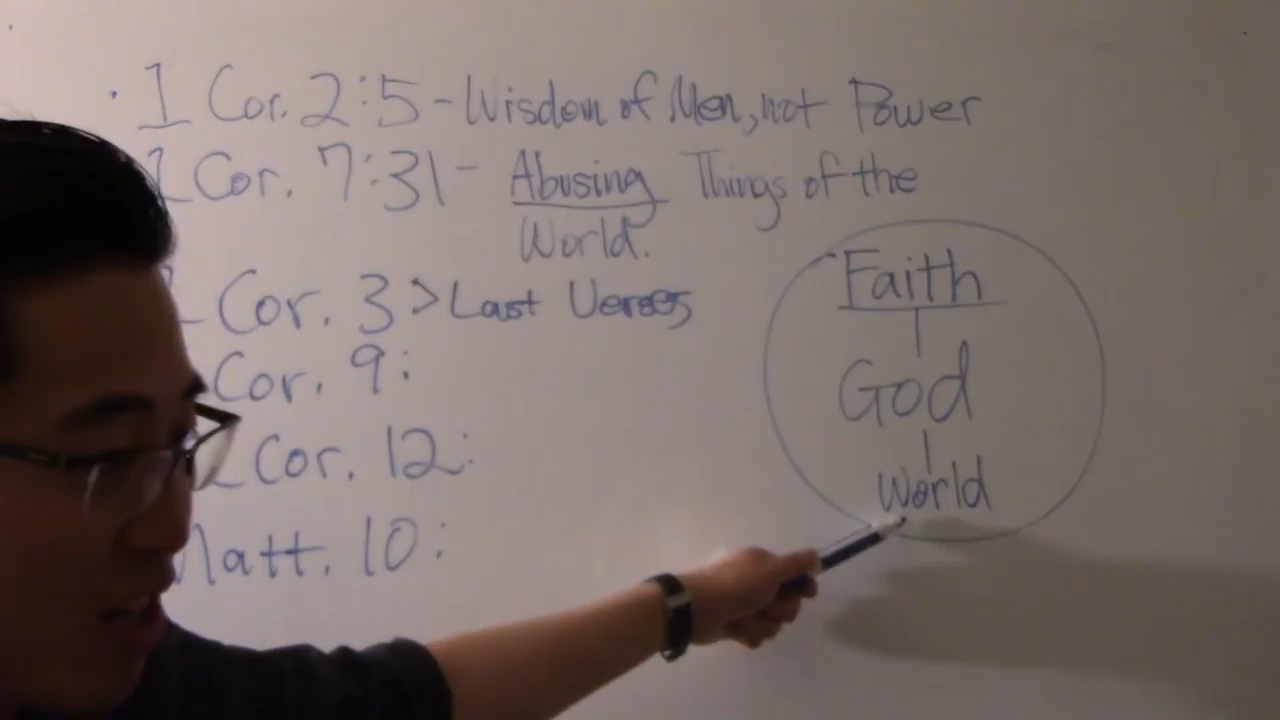 1 Cor. 2:5 - Wisdom of Men, not Power
1 Cor. 7:31 - Abusing Things of the
World.
Cor. 3 > Last Verses
Cor. 9:
Cor. 12:
Matt. 10:
Faith
God
World